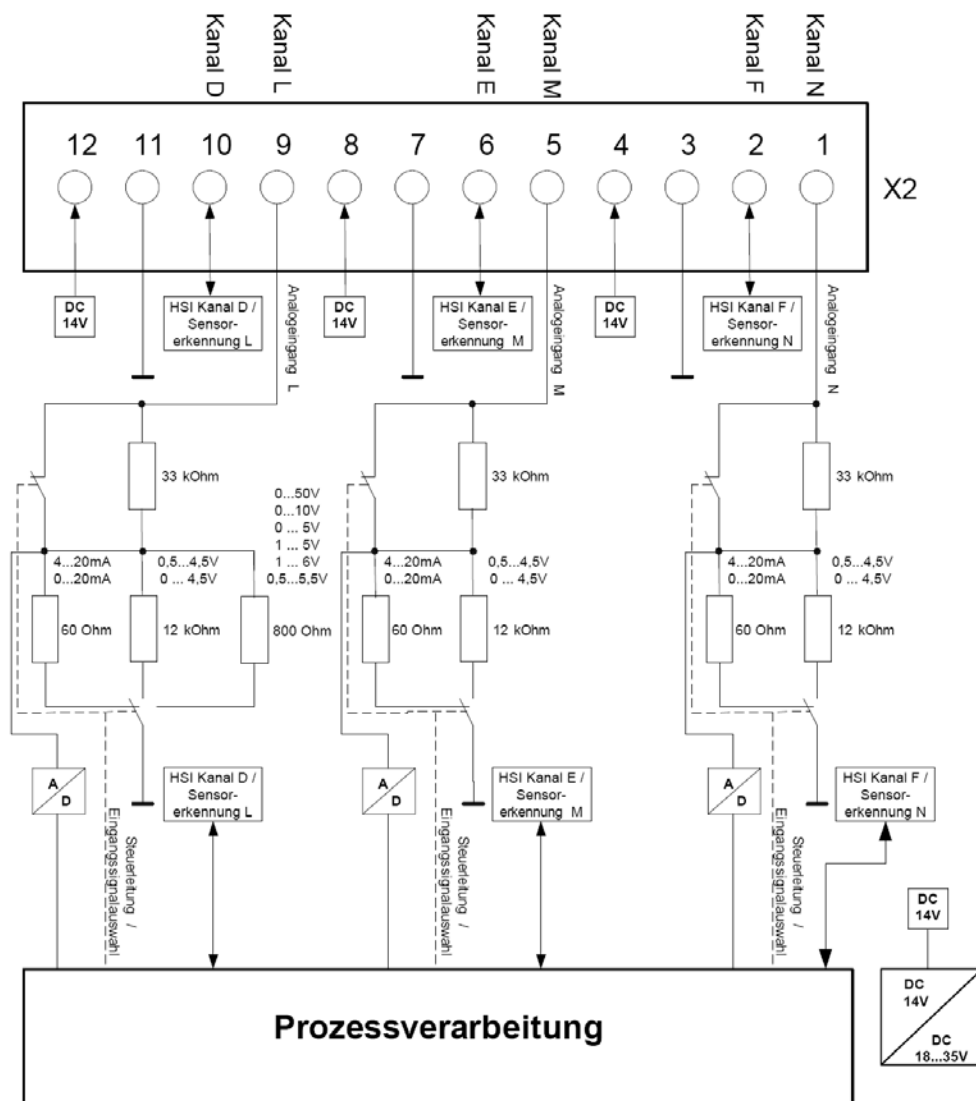 Kanal D
Kanal L
Kanal E
Kanal M
Kanal F
Kanal N
12 11 10 9 8 7 6 5 4 3 2 1
X2
DC
14V
HSI Kanal D /
Sensor-
erkennung L
Analogeingang L
DC
14V
HSI Kanal E /
Sensor-
erkennung M
Analogeingang M
DC
14V
HSI Kanal F /
Sensor-
erkennung N
Analogeingang N
33 kOhm
0...50V
0...10V
0 ... 5V
1 ... 5V
1 ... 6V
0,5...5,5V
4...20mA
0...20mA
0,5...4,5V
0 ... 4,5V
60 Ohm
12 kOhm
800 Ohm
33 kOhm
4...20mA
0...20mA
0,5...4,5V
0 ... 4,5V
60 Ohm
12 kOhm
33 kOhm
4...20mA
0...20mA
0,5...4,5V
0 ... 4,5V
60 Ohm
12 kOhm
A
D
Steuerleitung /
Eingangssignalauswahl
HSI Kanal D /
Sensor-
erkennung L
A
D
Steuerleitung /
Eingangssignalauswahl
HSI Kanal E /
Sensor-
erkennung M
A
D
Steuerleitung /
Eingangssignalauswahl
HSI Kanal F /
Sensor-
erkennung N
DC
14V
DC
14V
DC
18...35V
Prozessverarbeitung